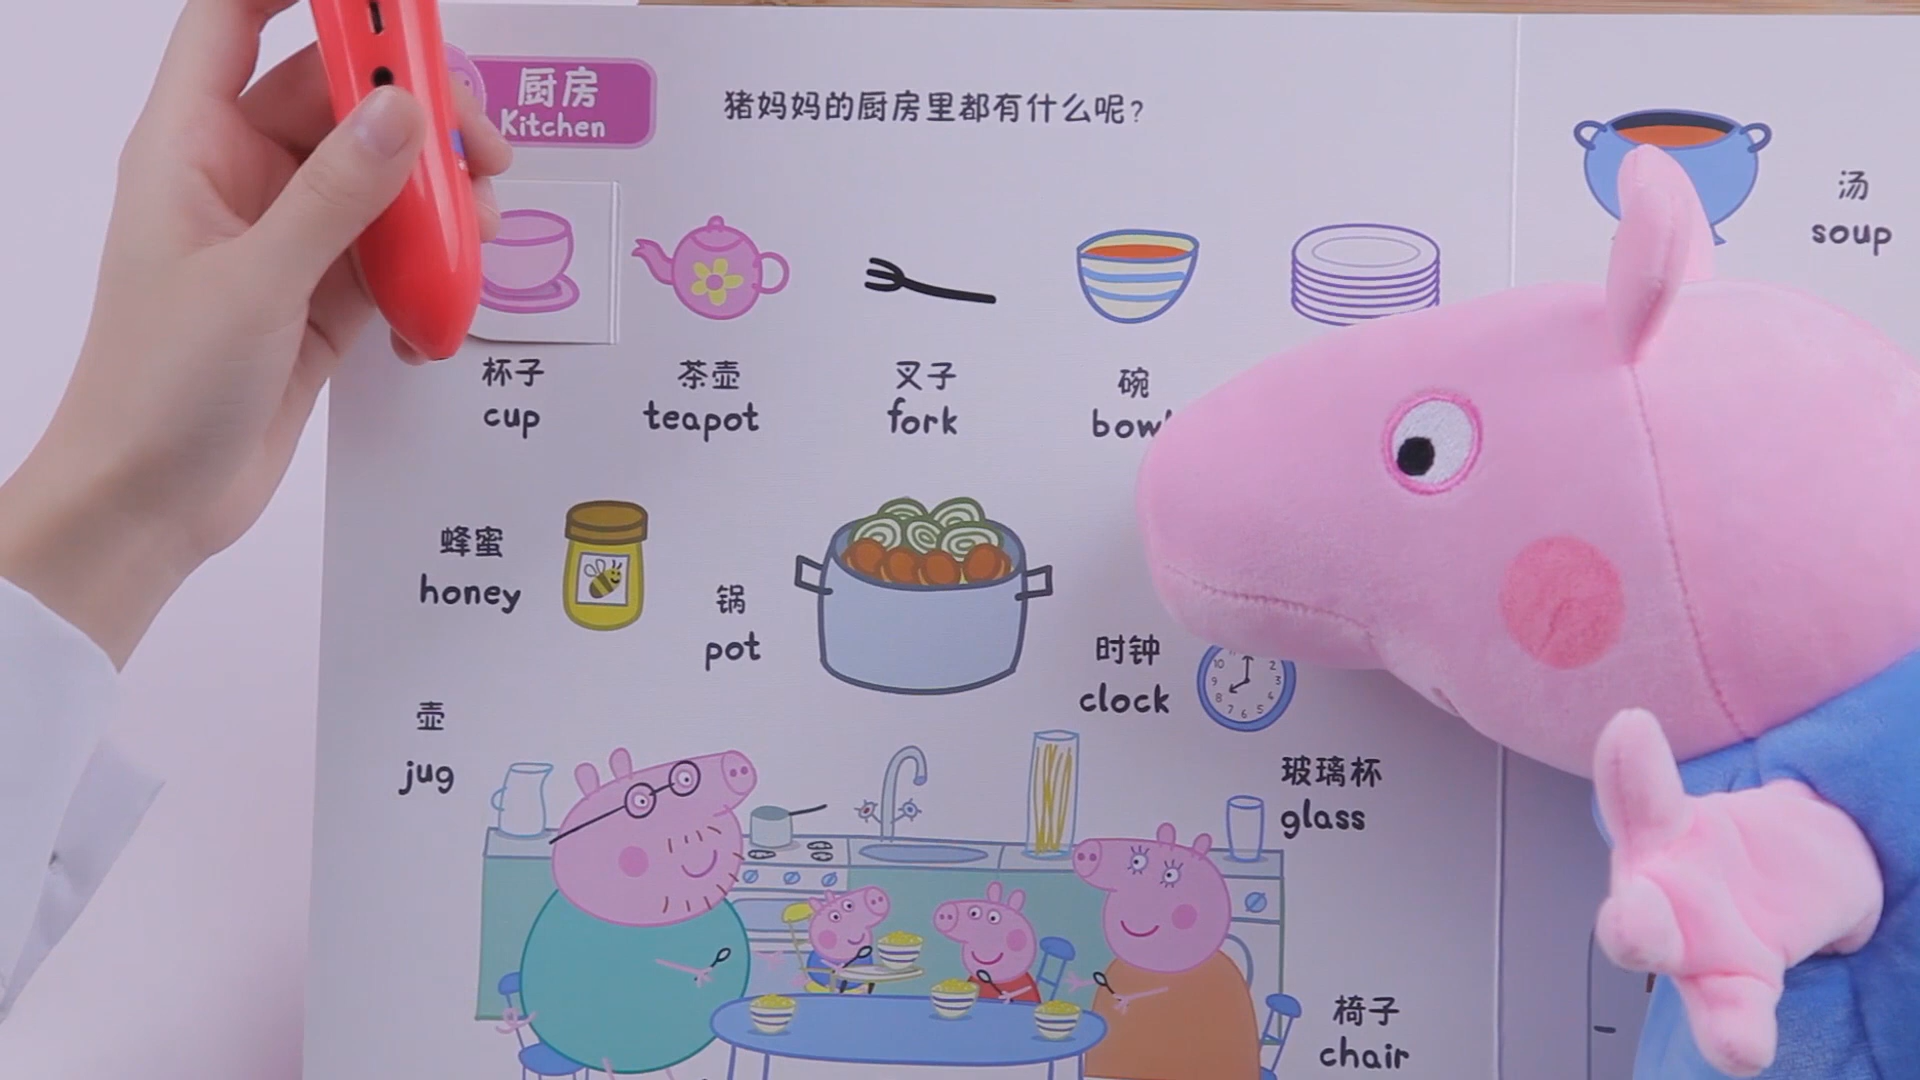 厨房
Kitchen
猪妈妈的厨房里都有什么呢?
汤
soup
杯子
cup
茶壶
teapot
叉子
fork
碗
蜂蜜
honey
锅
pot
时钟
clock
壶
jug
玻璃杯
glass
椅子
chair